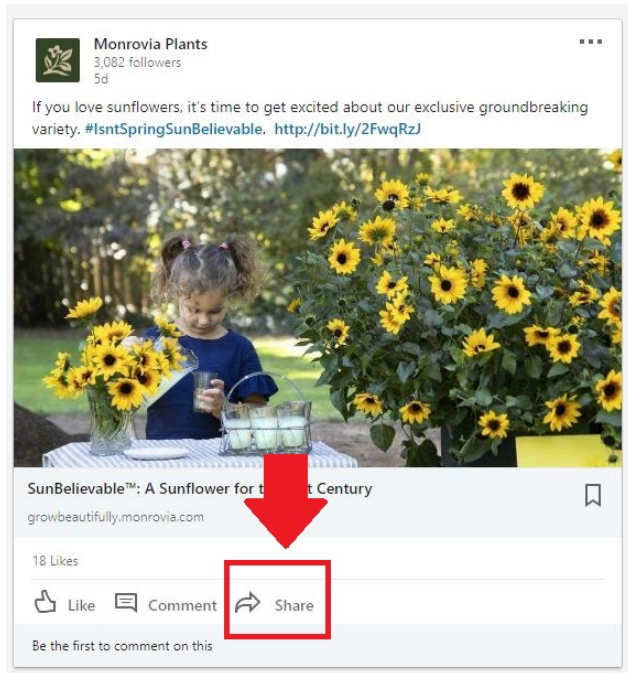 Monrovia Plants
3,082 followers
5d
If you love sunflowers, it's time to get excited about our exclusive groundbreaking
variety. #IsntSpringSunBelievable. http://bit.ly/2FwqRzJ
SunBelievable™: A Sunflower for t t Century
growbeautifully.monrovia.com
18 Likes
Like Comment Share
Be the first to comment on this